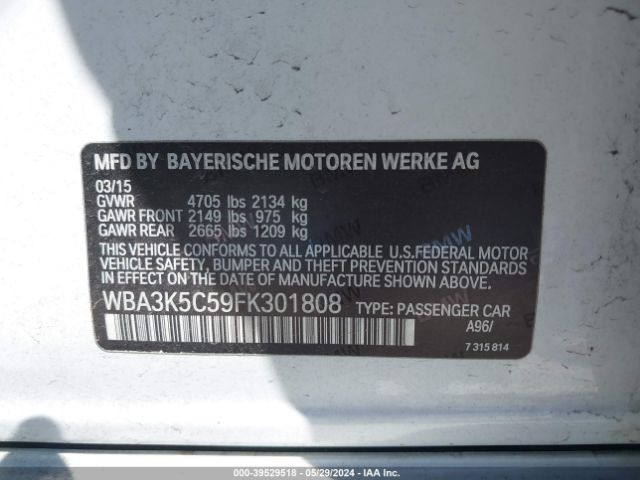 MFD BY BAYERISCHE MOTOREN WERKE AG
03/15
GVWR 4705 lbs 2134 kg
GAWR FRONT 2149 lbs 975 kg
GAWR REAR 2665 lbs 1209 kg
THIS VEHICLE CONFORMS TO ALL APPLICABLE U.S.FEDERAL MOTOR
VEHICLE SAFETY, BUMPER AND THEFT PREVENTION STANDARDS
IN EFFECT ON THE DATE OF MANUFACTURE SHOWN ABOVE.
WBA3K5C59FK301808 TYPE: PASSENGER CAR
A96/
7 315 814
000-39529518 - 05/29/2024 - IAA, Inc.